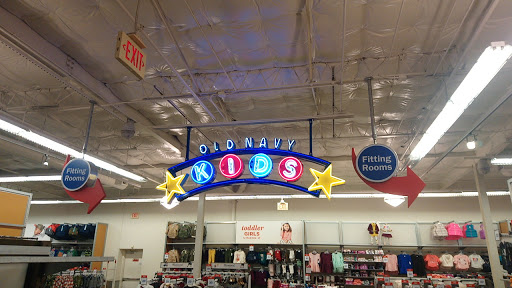 EXIT
OLD NAVY
KIDS
Fitting
Rooms
Fitting
Rooms
toddler
GIRLS